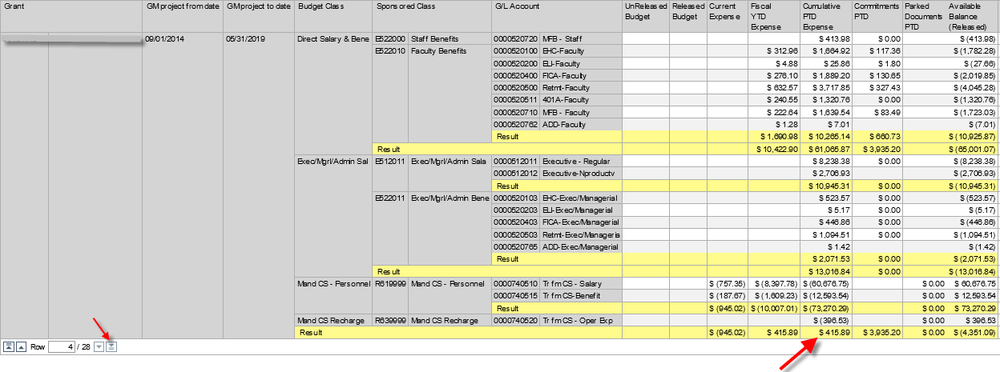 Grant GM project from date GM project to date Budget Class Sponsored Class G/L Account UnReleased Budget Released Budget Current Expense Fiscal YTD Expense Cumulative PTD Expense Commitments PTD Parked Documents PTD Available Balance (Released)
09/01/2014 05/31/2019 Direct Salary & Bene E522000 Staff Benefits 0000520720 MFB - Staff $ 413.98 $ 0.00 $ (413.98)
E522010 Faculty Benefits 0000520100 EHC-Faculty $ 312.96 $ 1,664.92 $ 117.36 $ (1,782.28)
0000520200 ELI-Faculty $ 4.88 $ 25.86 $ 1.80 $ (27.66)
0000520400 FICA-Faculty $ 276.10 $ 1,889.20 $ 130.65 $ (2,019.85)
0000520500 Retmt-Faculty $ 632.57 $ 3,717.85 $ 327.43 $ (4,045.28)
0000520511 401A-Faculty $ 240.55 $ 1,320.76 $ 0.00 $ (1,320.76)
0000520710 MFB - Faculty $ 222.64 $ 1,639.54 $ 83.49 $ (1,723.03)
0000520762 ADD-Faculty $ 1.28 $ 7.01 $ (7.01)
Result $ 1,690.98 $ 10,265.14 $ 660.73 $ (10,925.87)
Result $ 10,422.90 $ 61,065.87 $ 3,935.20 $ (65,001.07)
Exec/Mgrl/Admin Sal E512011 Exec/Mgrl/Admin Sala 0000512011 Executive - Regular $ 8,238.38 $ 0.00 $ (8,238.38)
0000512012 Executive-Nproductv $ 2,706.93 $ (2,706.93)
Result $ 10,945.31 $ 0.00 $ (10,945.31)
E522011 Exec/Mgrl/Admin Bene 0000520103 EHC-Exec/Managerial $ 523.57 $ 0.00 $ (523.57)
0000520203 ELI-Exec/Managerial $ 5.17 $ 0.00 $ (5.17)
0000520403 FICA-Exec/Managerial $ 446.86 $ 0.00 $ (446.86)
0000520503 Retmt-Exec/Manageria $ 1,094.51 $ 0.00 $ (1,094.51)
0000520765 ADD-Exec/Managerial $ 1.42 $ (1.42)
Result $ 2,071.53 $ 0.00 $ (2,071.53)
Result $ 13,016.84 $ 0.00 $ (13,016.84)
Mand CS - Personnel R619999 Mand CS - Personnel 0000740510 Tr fm CS - Salary $ (757.35) $ (8,397.78) $ (60,676.75) $ 0.00 $ 60,676.75
0000740515 Tr fm CS-Benefit $ (187.67) $ (1,609.23) $ (12,593.54) $ 0.00 $ 12,593.54
Result $ (945.02) $ (10,007.01) $ (73,270.29) $ 0.00 $ 73,270.29
Mand CS Recharge R639999 Mand CS Recharge 0000740520 Tr fm CS - Oper Exp $ (396.53) $ 0.00 $ 396.53
Result $ (945.02) $ 415.89 $ 415.89 $ 3,935.20 $ 0.00 $ (4,351.09)
Row 4 / 28